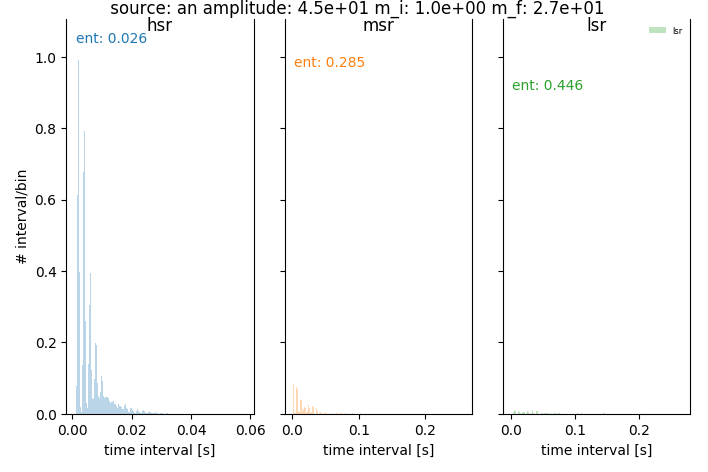 source: an amplitude: 4.5e+01 m_i: 1.0e+00 m_f: 2.7e+01
hsr
msr
lsr
ent: 0.026
ent: 0.285
ent: 0.446
lsr
# interval/bin
1.0
0.8
0.6
0.4
0.2
0.0
0.00 0.02 0.04 0.06
0.0 0.1 0.2
0.0 0.1 0.2
time interval [s]
time interval [s]
time interval [s]